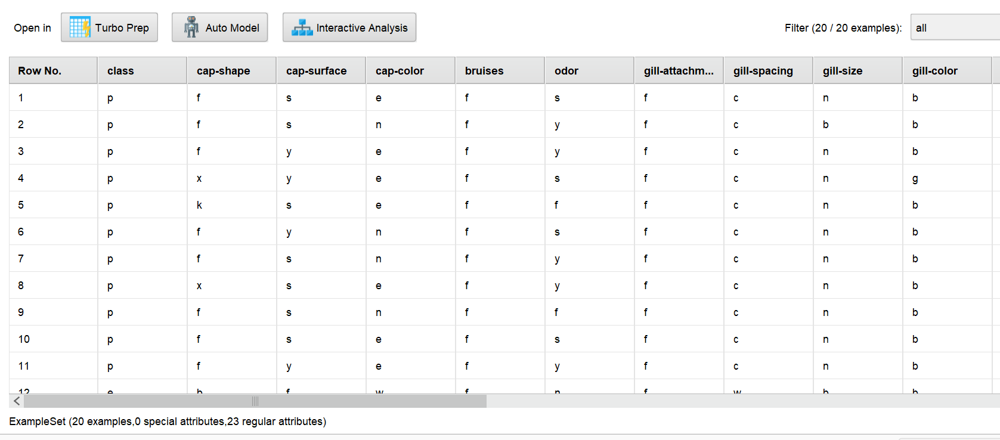 Open in Turbo Prep Auto Model Interactive Analysis Filter (20 / 20 examples): all
Row No. class cap-shape cap-surface cap-color bruises odor gill-attachm... gill-spacing gill-size gill-color
1 p f s e f s f c n b
2 p f s n f y f c b b
3 p f y e f y f c n b
4 p x y e f s f c n g
5 p k s e f f f c n b
6 p f y n f s f c n b
7 p f s n f y f c n b
8 p x s e f y f c n b
9 p f s n f f f c n b
10 p f s e f s f c n b
11 p f y e f y f c n b
12 e b f w f n f w b b
ExampleSet (20 examples,0 special attributes,23 regular attributes)